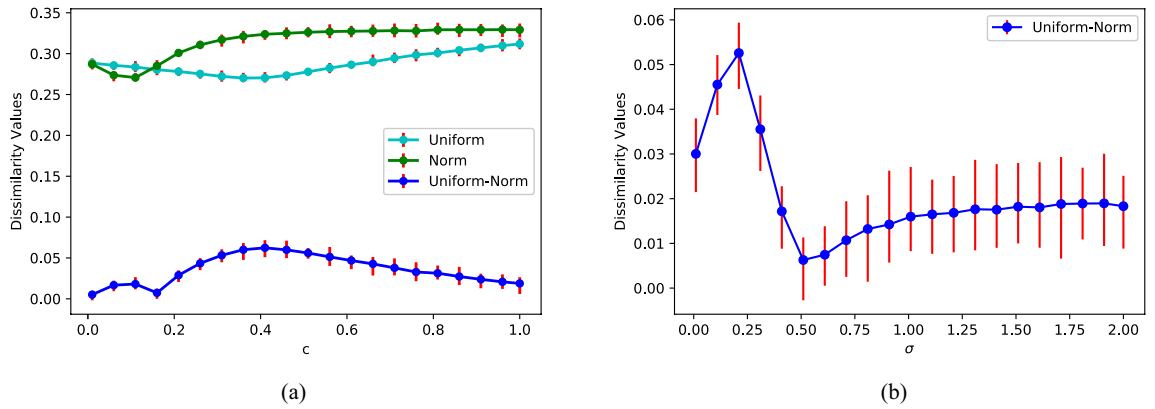 0.35
0.30
0.25
0.20
0.15
0.10
0.05
0.00
Dissimilarity Values
Uniform
Norm
Uniform-Norm
0.0 0.2 0.4 0.6 0.8 1.0
c
(a)
0.06
0.05
0.04
0.03
0.02
0.01
0.00
Dissimilarity Values
Uniform-Norm
0.00 0.25 0.50 0.75 1.00 1.25 1.50 1.75 2.00
σ
(b)